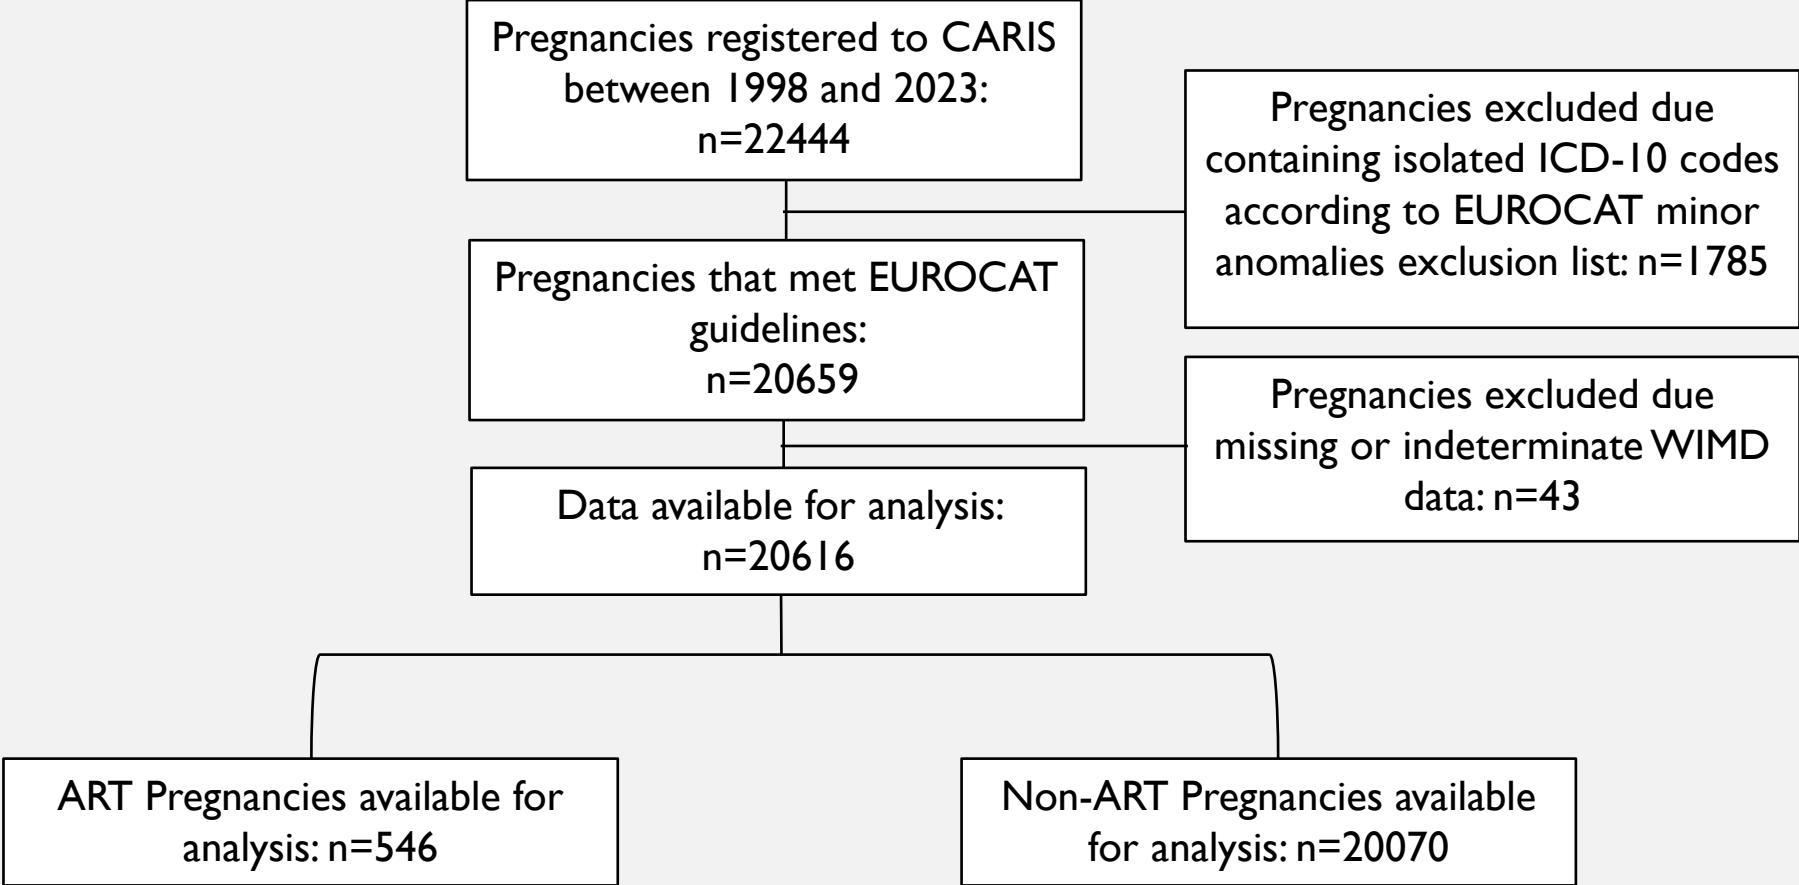 Pregnancies registered to CARIS
between 1998 and 2023:
n=22444
Pregnancies excluded due
containing isolated ICD-10 codes
according to EUROCAT minor
anomalies exclusion list: n=1785
Pregnancies that met EUROCAT
guidelines:
n=20659
Pregnancies excluded due
missing or indeterminate WIMD
data: n=43
Data available for analysis:
n=20616
ART Pregnancies available for
analysis: n=546
Non-ART Pregnancies available
for analysis: n=20070